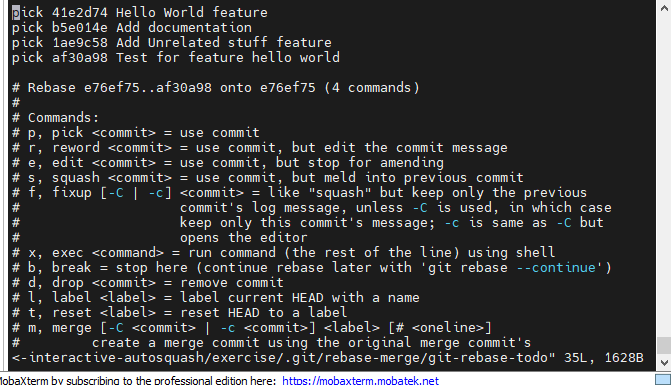 pick 41e2d74 Hello World feature
pick b5e014e Add documentation
pick 1ae9c58 Add Unrelated stuff feature
pick af30a98 Test for feature hello world
# Rebase e76ef75..af30a98 onto e76ef75 (4 commands)
#
# Commands:
# p, pick <commit> = use commit
# r, reword <commit> = use commit, but edit the commit message
# e, edit <commit> = use commit, but stop for amending
# s, squash <commit> = use commit, but meld into previous commit
# f, fixup [-C | -c] <commit> = like "squash" but keep only the previous
#                    commit's log message, unless -C is used, in which case
#                    keep only this commit's message; -c is same as -C but
#                    opens the editor
# x, exec <command> = run command (the rest of the line) using shell
# b, break = stop here (continue rebase later with 'git rebase --continue')
# d, drop <commit> = remove commit
# l, label <label> = label current HEAD with a name
# t, reset <label> = reset HEAD to a label
# m, merge [-C <commit> | -c <commit>] <label> [# <oneline>]
#         create a merge commit using the original merge commit's
<-interactive-autosquash/exercise/.git/rebase-merge/git-rebase-todo" 35L, 1628B
MobaXterm by subscribing to the professional edition here: https://mobaxterm.mobatek.net